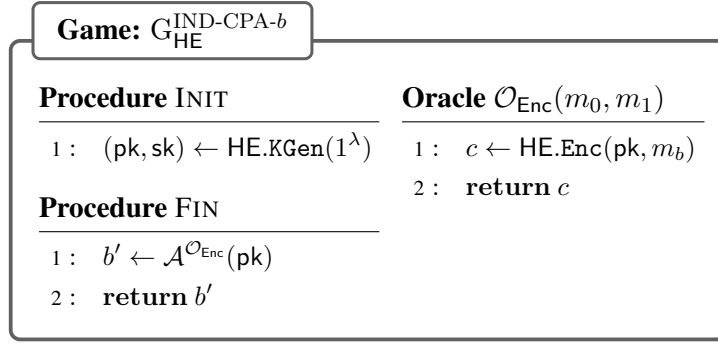 Game: G_HE^IND-CPA-b
Procedure INIT
1 : (pk, sk) ← HE.KGen(1^λ)
Procedure FIN
1 : b′ ← 𝒜^𝒪_Enc(pk)
2 : return b′
Oracle 𝒪_Enc(m_0, m_1)
1 : c ← HE.Enc(pk, m_b)
2 : return c